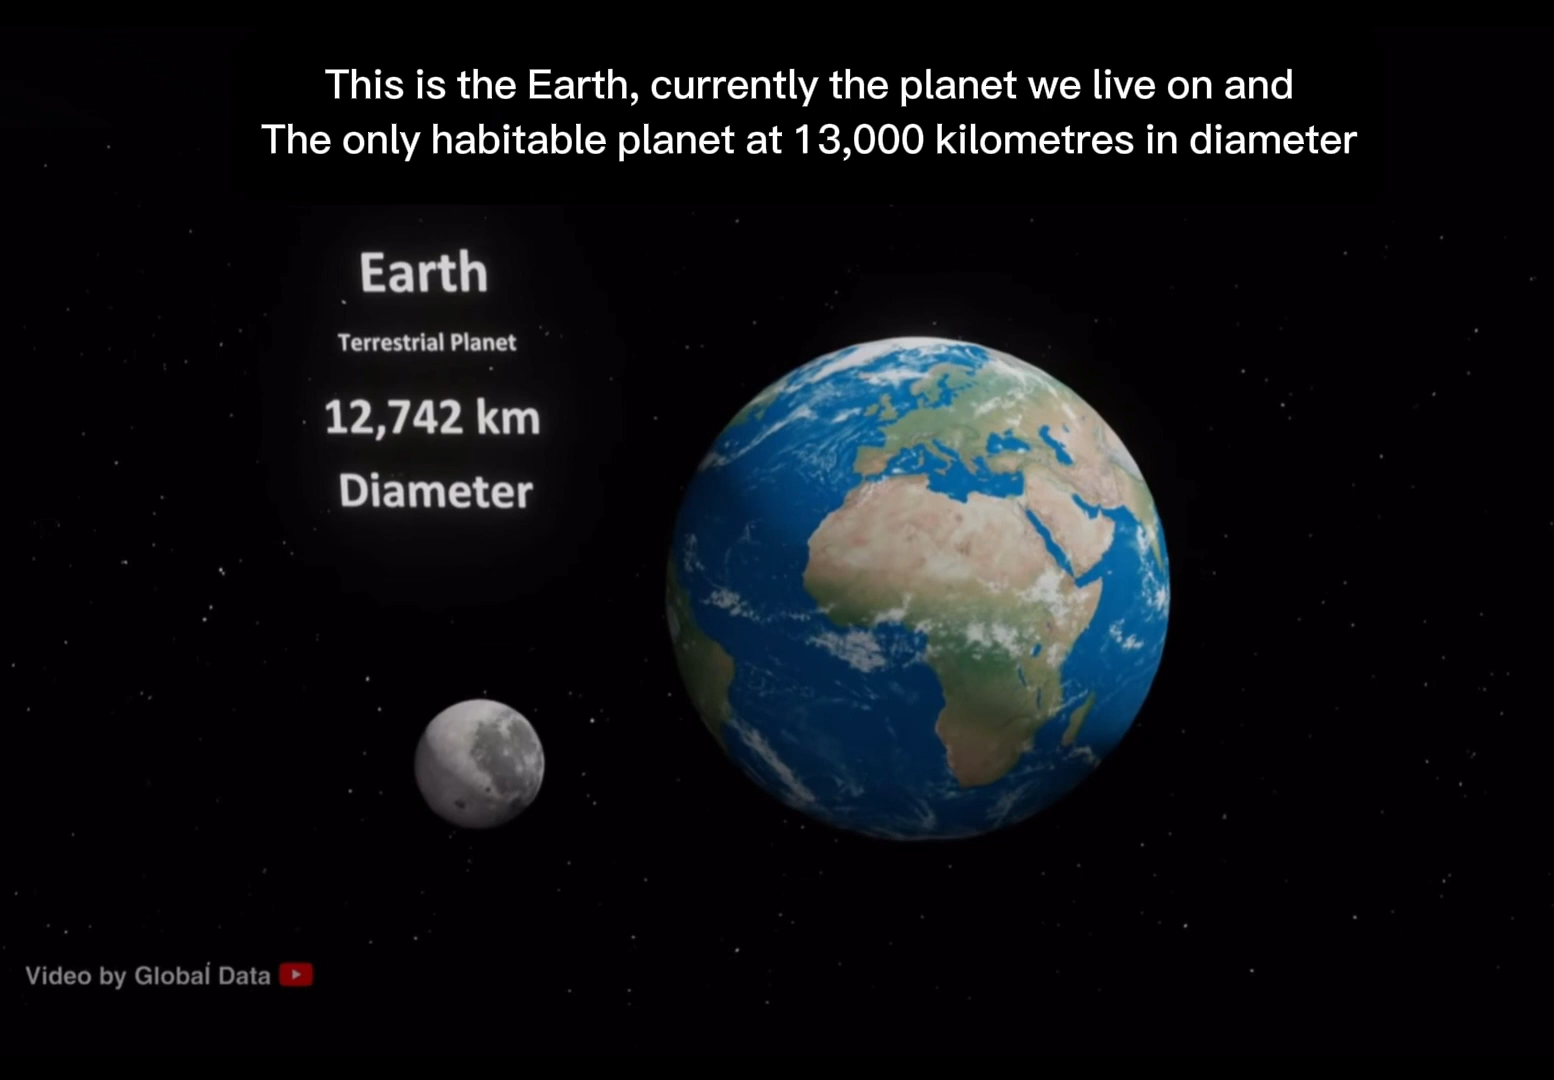 This is the Earth, currently the planet we live on and
The only habitable planet at 13,000 kilometres in diameter
Earth
Terrestrial Planet
12,742 km
Diameter
Video by Global Data